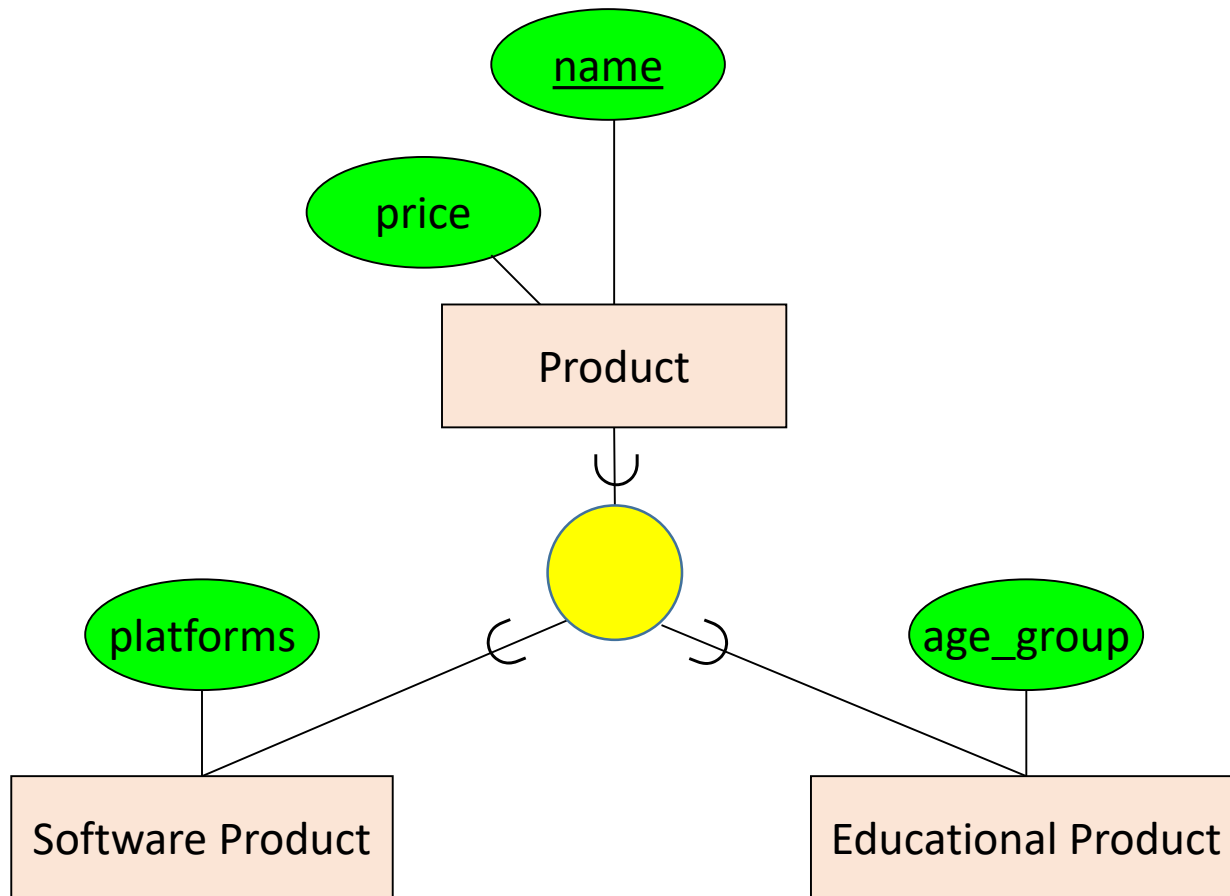 name
price
Product
platforms
age_group
Software Product
Educational Product